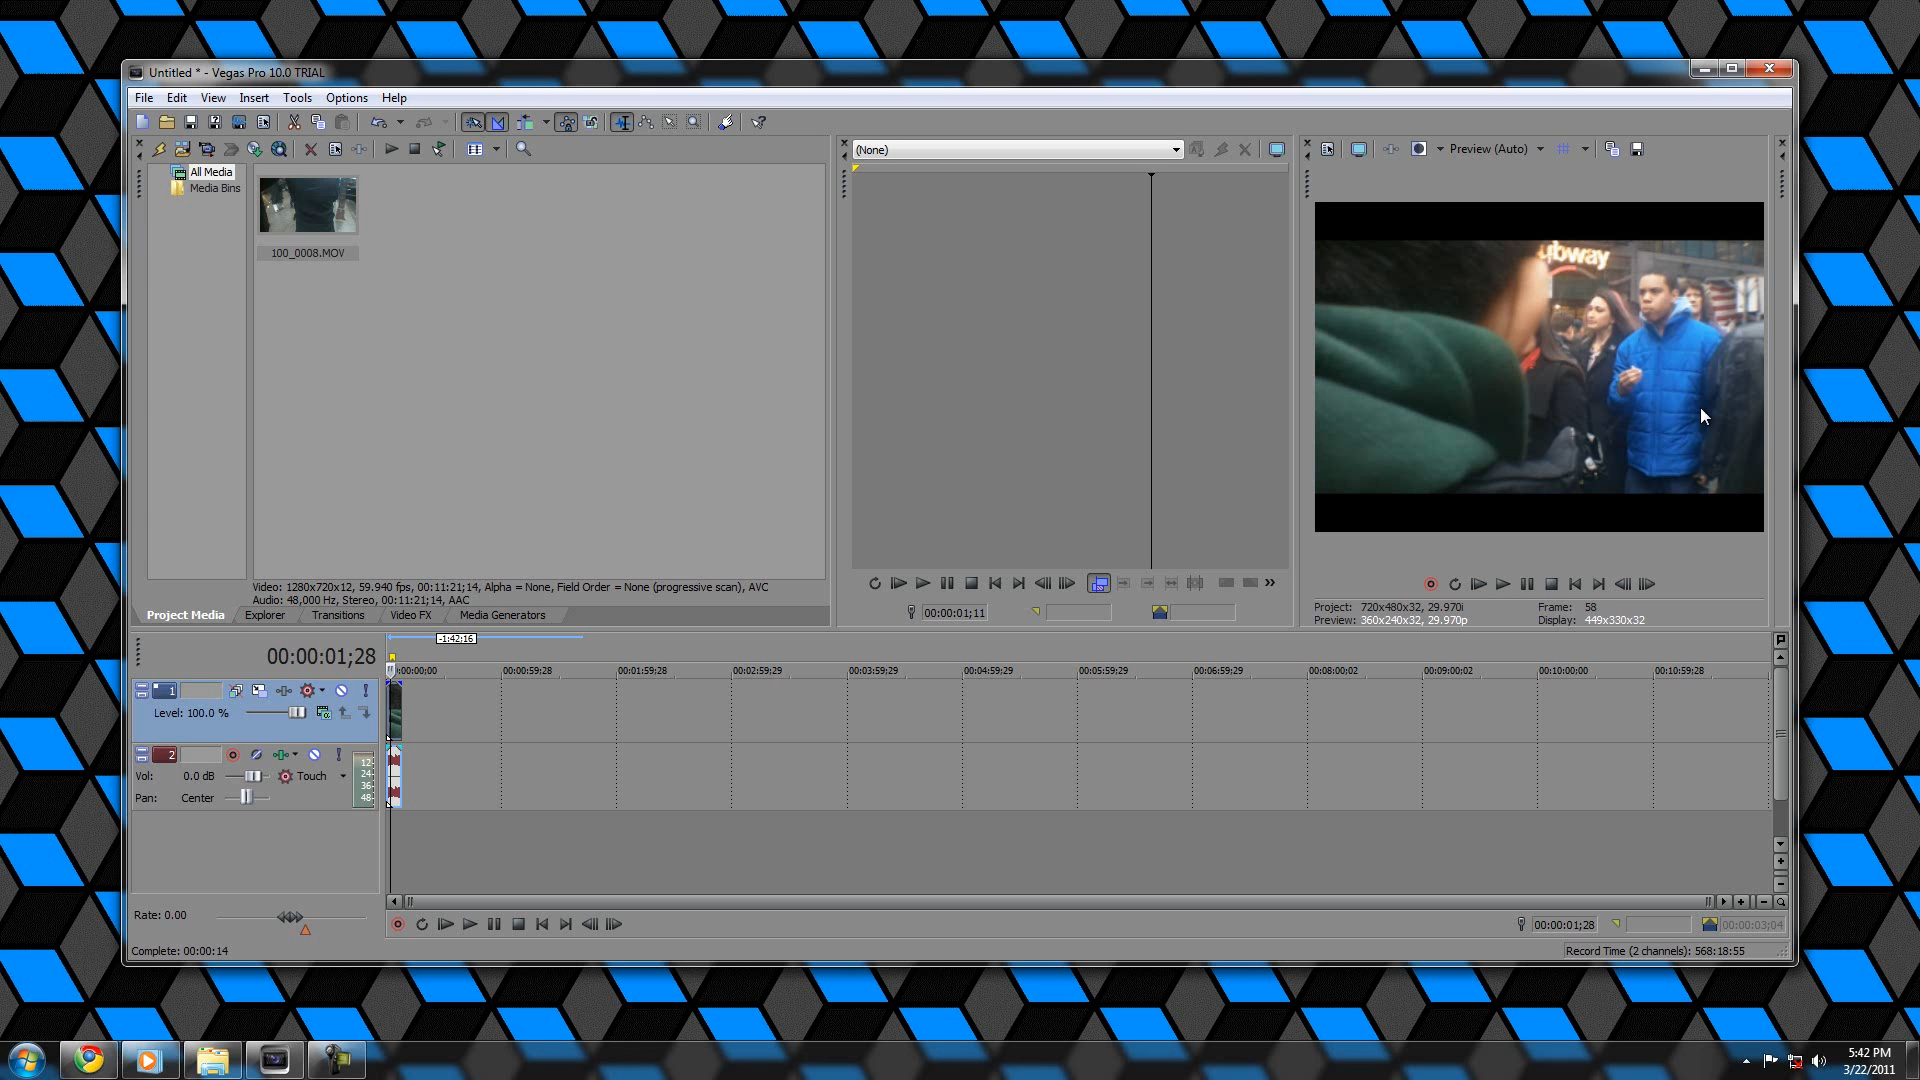 Untitled * - Vegas Pro 10.0 TRIAL
File Edit View Insert Tools Options Help
(None)
Preview (Auto)
All Media
Media Bins
100_0008.MOV
ubway
Video: 1280x720x12, 59.940 fps, 00:11:21;14, Alpha = None, Field Order = None (progressive scan), AVC
Audio: 48,000 Hz, Stereo, 00:11:21;14, AAC
Project Media Explorer Transitions Video FX Media Generators
00:00:01;11
Project: 720x480x32, 29.970i Frame: 58
Preview: 360x240x32, 29.970p Display: 449x330x32
-1:42:16
00:00:01;28
:00:00;00 00:00:59;28 00:01:59;28 00:02:59;29 00:03:59;29 00:04:59;29 00:05:59;29 00:06:59;29 00:08:00;02 00:09:00;02 00:10:00;00 00:10:59;28
1
Level: 100.0 %
2
12
Vol: 0.0 dB Touch 24
36
Pan: Center 48
Rate: 0.00
00:00:01;28 00:00:03;04
Complete: 00:00:14
Record Time (2 channels): 568:18:55
5:42 PM
3/22/2011